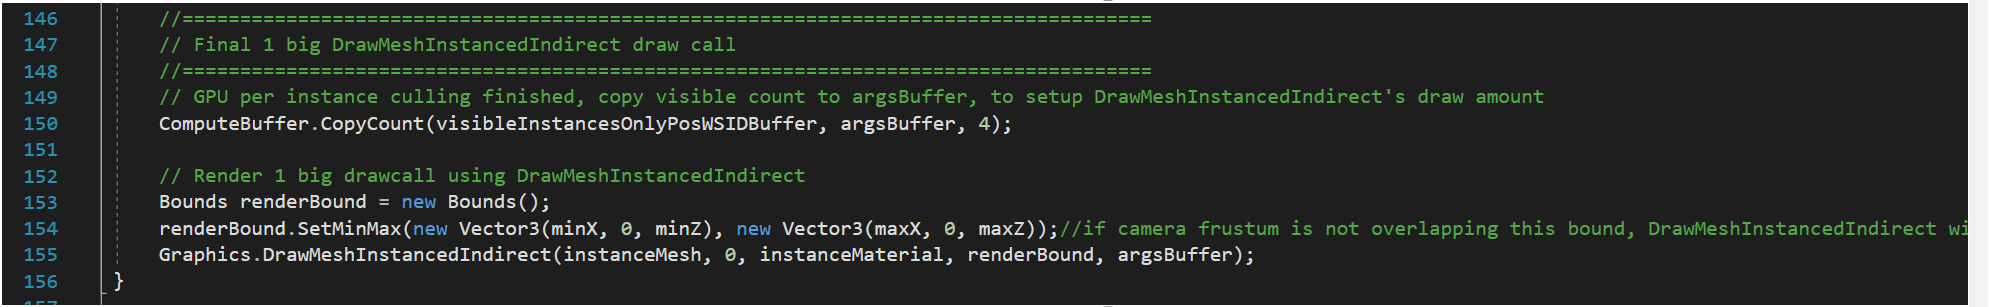 146 //====================================================================================
147 // Final 1 big DrawMeshInstancedIndirect draw call
148 //====================================================================================
149 // GPU per instance culling finished, copy visible count to argsBuffer, to setup DrawMeshInstancedIndirect's draw amount
150 ComputeBuffer.CopyCount(visibleInstancesOnlyPosWSIDBuffer, argsBuffer, 4);
151
152 // Render 1 big drawcall using DrawMeshInstancedIndirect
153 Bounds renderBound = new Bounds();
154 renderBound.SetMinMax(new Vector3(minX, 0, minZ), new Vector3(maxX, 0, maxZ));//if camera frustum is not overlapping this bound, DrawMeshInstancedIndirect wi
155 Graphics.DrawMeshInstancedIndirect(instanceMesh, 0, instanceMaterial, renderBound, argsBuffer);
156 }